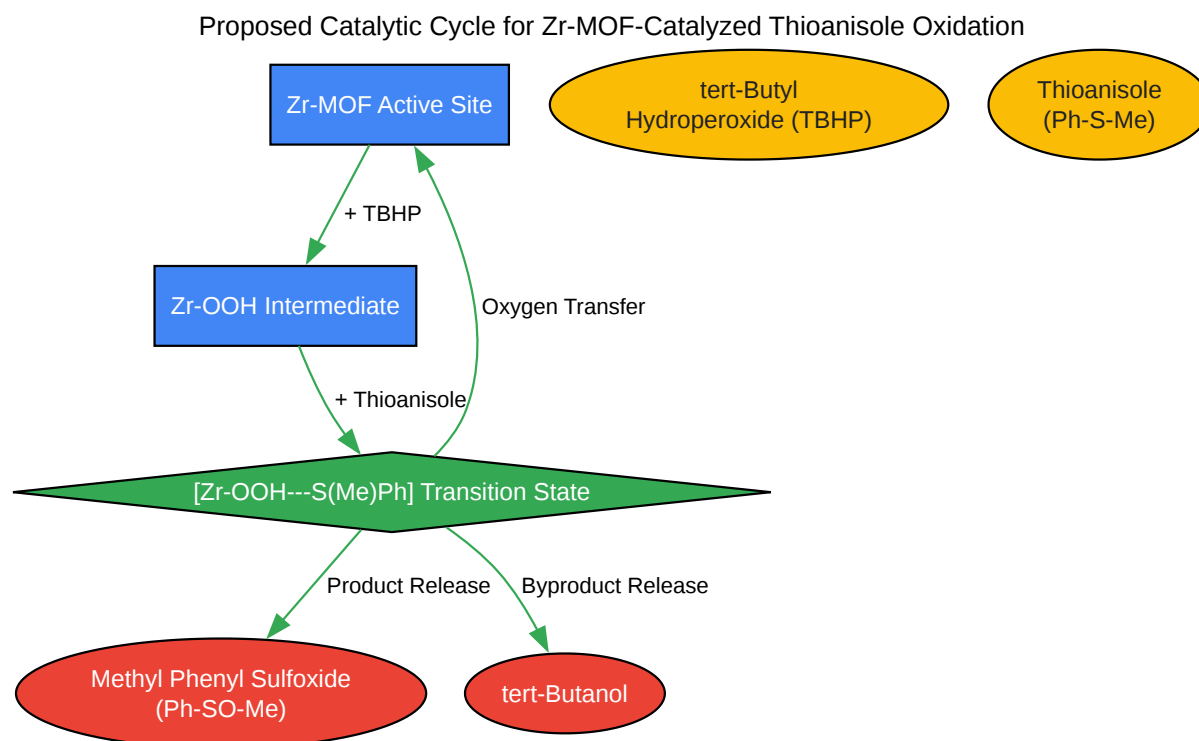 Proposed Catalytic Cycle for Zr-MOF-Catalyzed Thioanisole Oxidation
Zr-MOF Active Site
tert-Butyl
Hydroperoxide (TBHP)
Thioanisole
(Ph-S-Me)
+ TBHP
Zr-OOH Intermediate
Oxygen Transfer
+ Thioanisole
[Zr-OOH---S(Me)Ph] Transition State
Product Release
Byproduct Release
Methyl Phenyl Sulfoxide
(Ph-SO-Me)
tert-Butanol